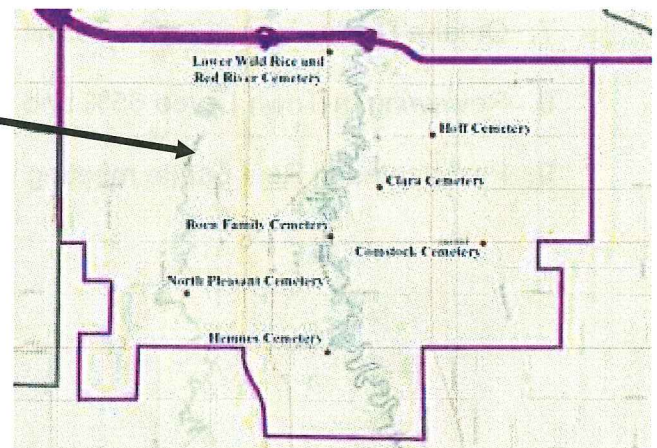 Lower Wild Rice and
Red River Cemetery
Hoff Cemetery
Clara Cemetery
Roen Family Cemetery
Comstock Cemetery
North Pleasant Cemetery
Hemnes Cemetery